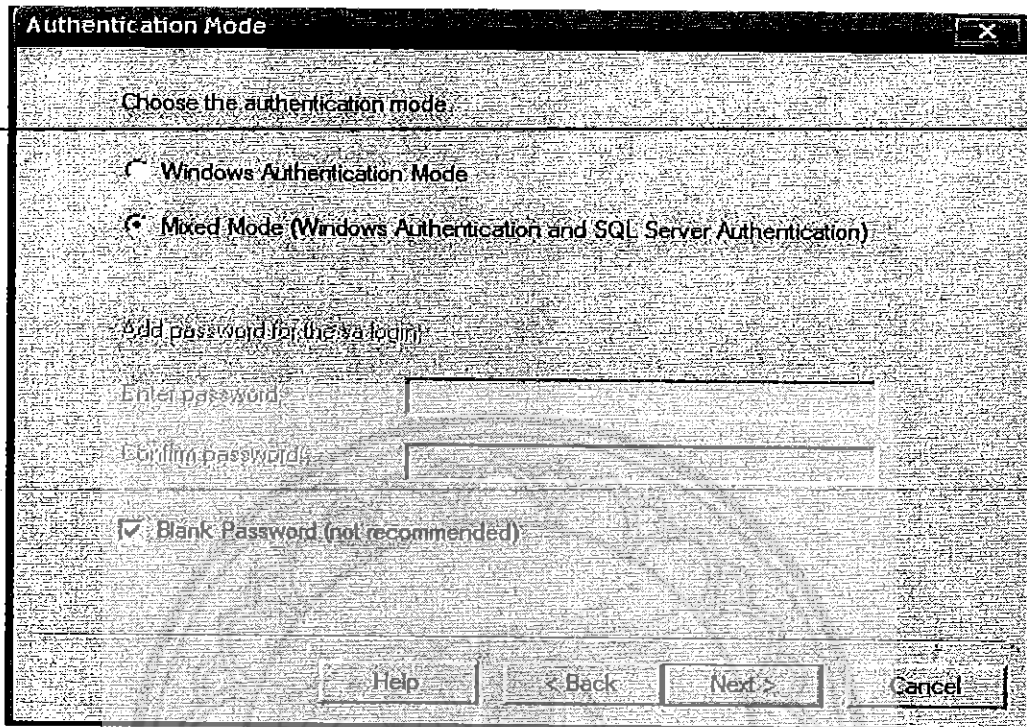 Authentication Mode
Choose the authentication mode.
Windows Authentication Mode
Mixed Mode (Windows Authentication and SQL Server Authentication)
Add password for the sa login:
Enter password:
Confirm password:
Blank Password (not recommended)
Help
< Back
Next >
Cancel